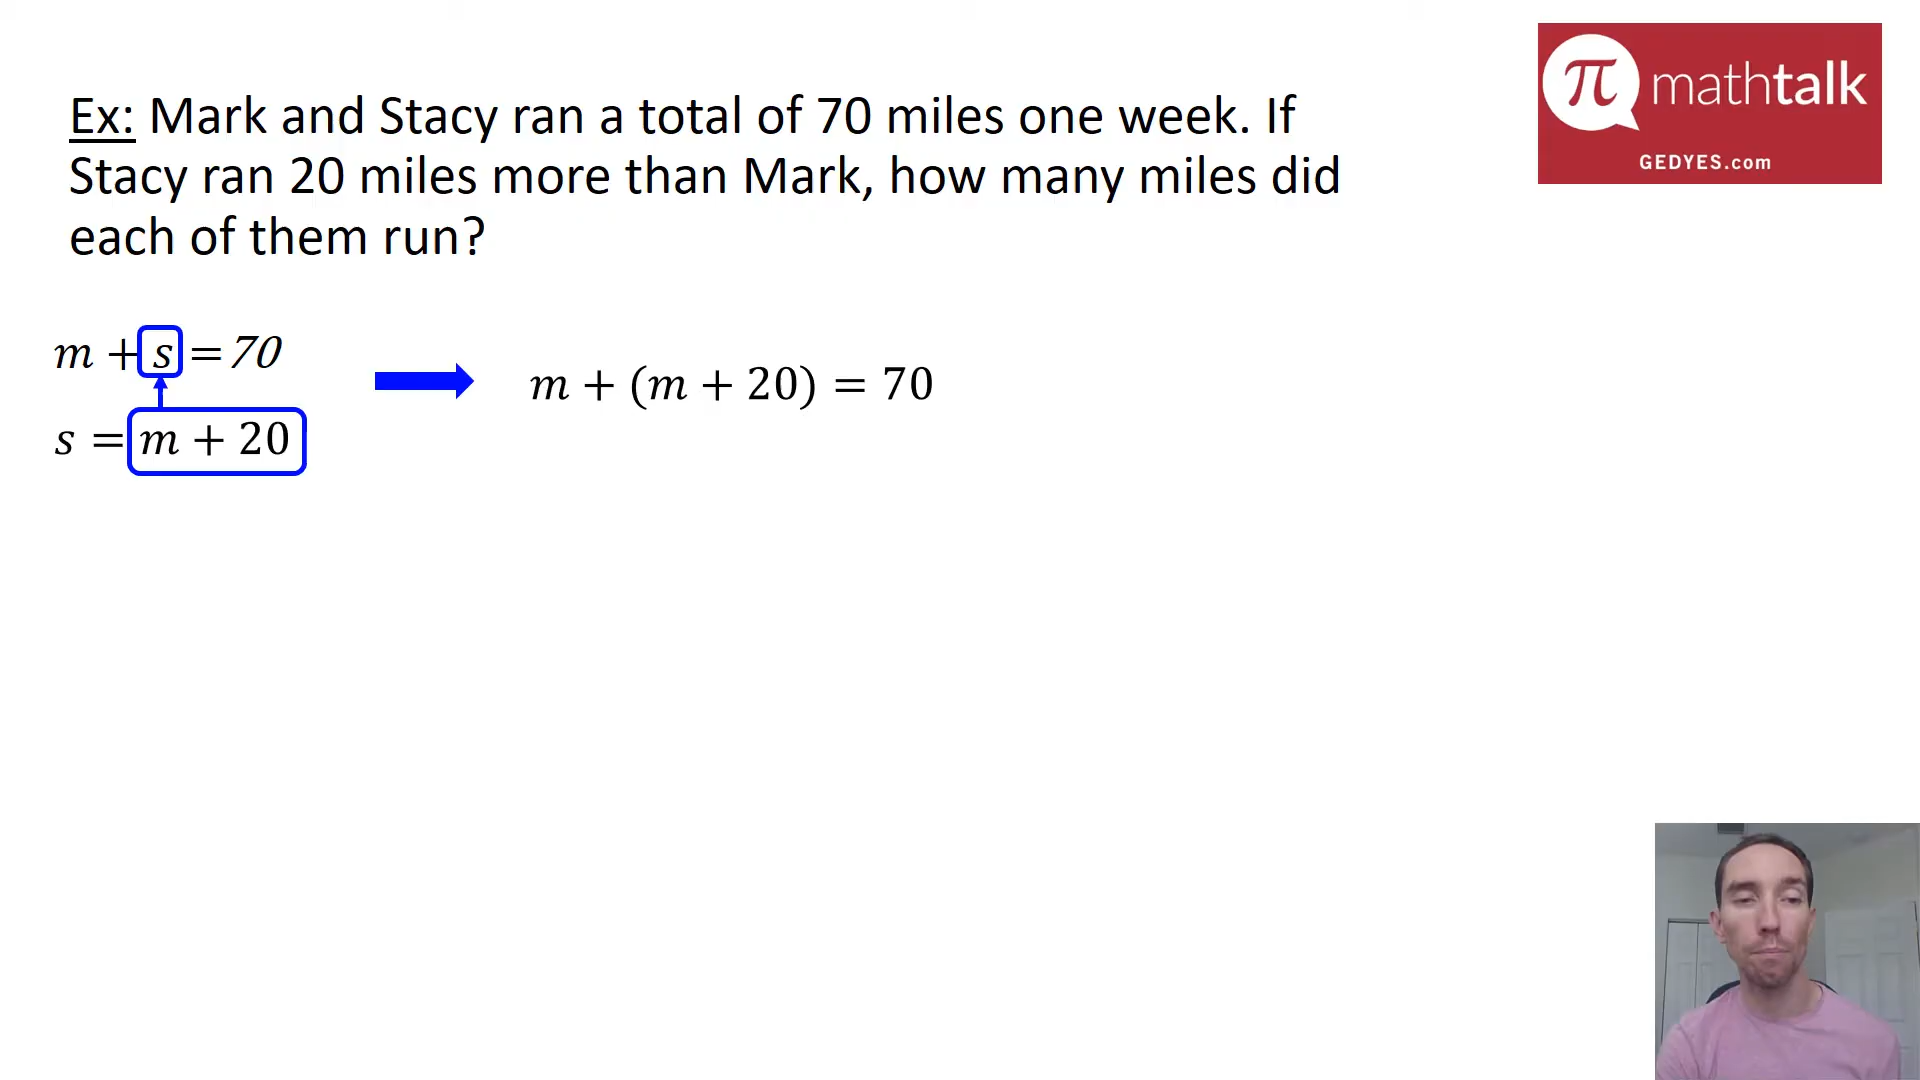 Ex: Mark and Stacy ran a total of 70 miles one week. If
Stacy ran 20 miles more than Mark, how many miles did
each of them run?
π mathtalk
GEDYES.com
m + s = 70
s = m + 20
m + (m + 20) = 70